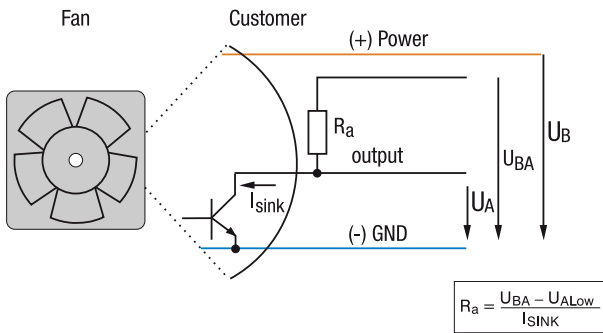 Fan
Customer
(+) Power
Ra
UB
UBA
output
Isink
UA
(-) GND
Ra = UBA – UALow / ISINK